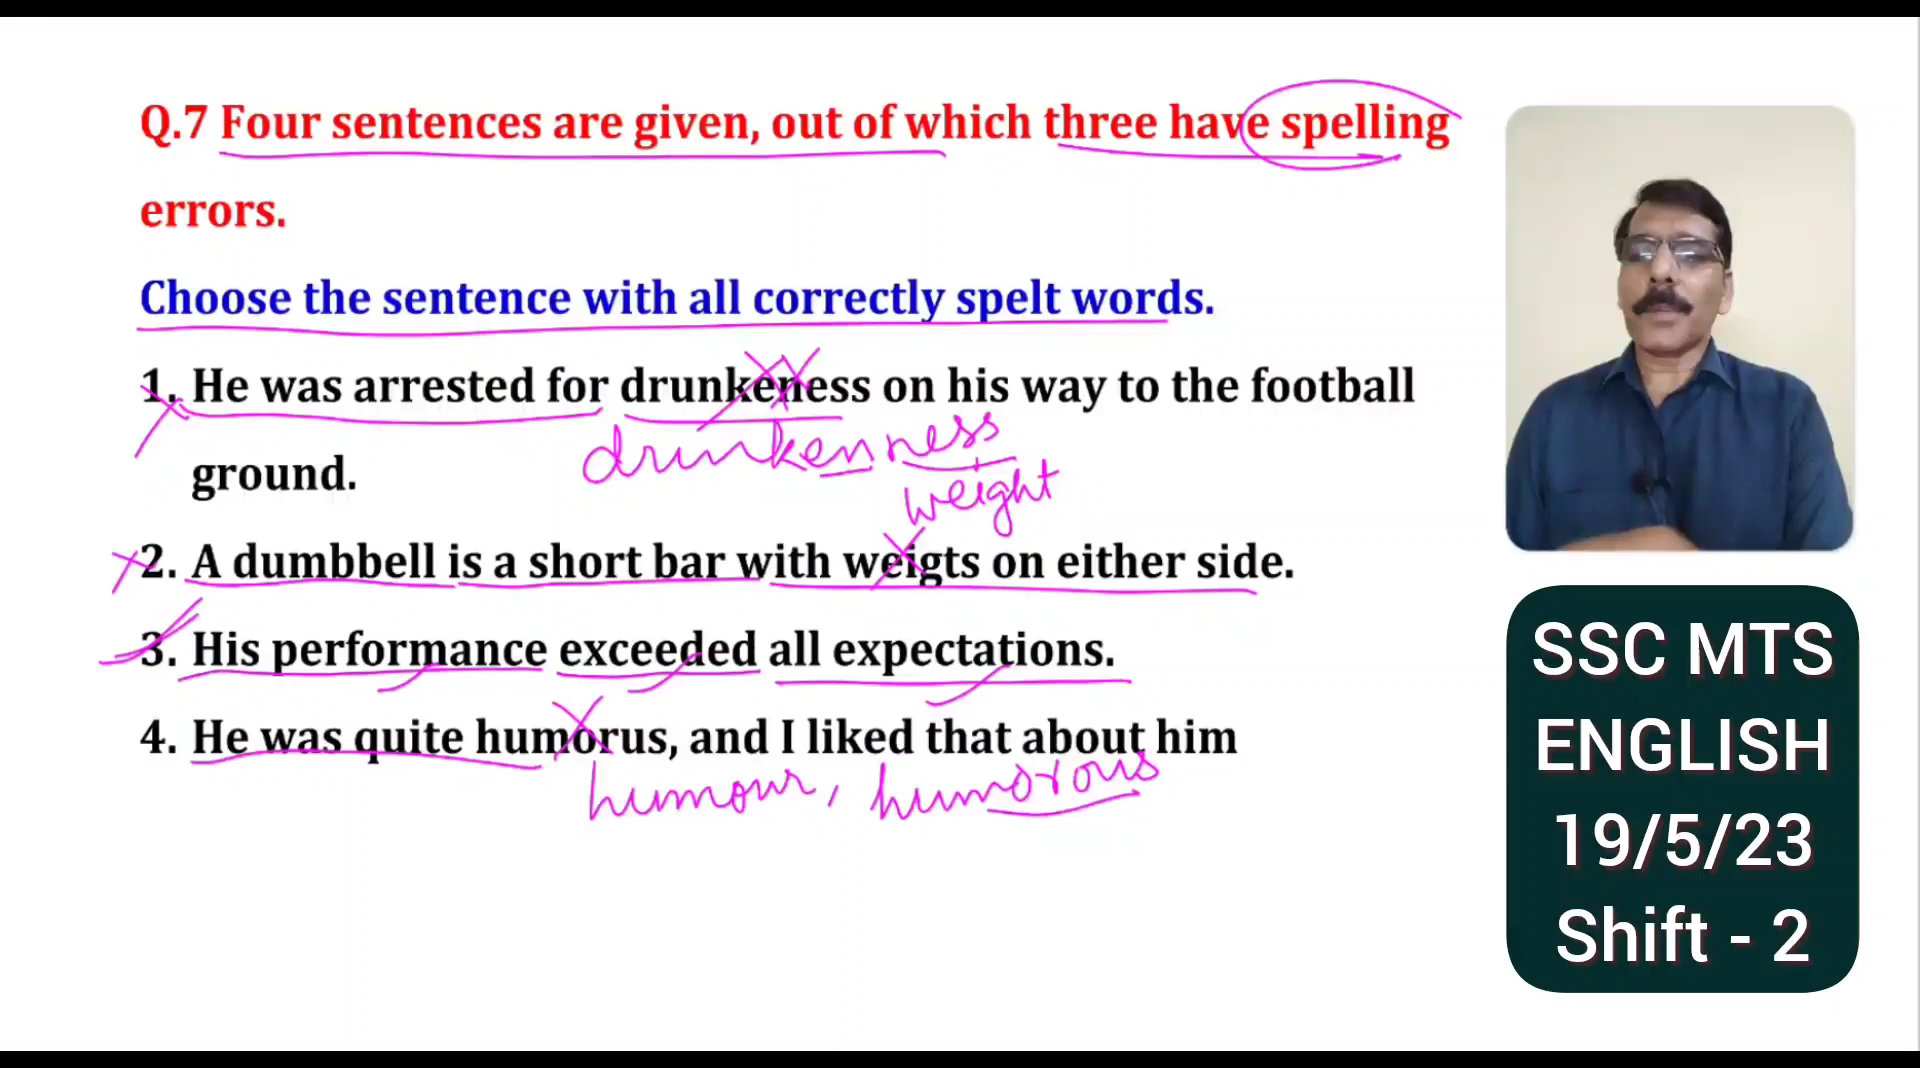 Q.7 Four sentences are given, out of which three have spelling
errors.
Choose the sentence with all correctly spelt words.
1. He was arrested for drunkeness on his way to the football
drunkenness
ground.
weight
2. A dumbbell is a short bar with weigts on either side.
3. His performance exceeded all expectations.
4. He was quite humorus, and I liked that about him
humour, humorous
SSC MTS
ENGLISH
19/5/23
Shift - 2